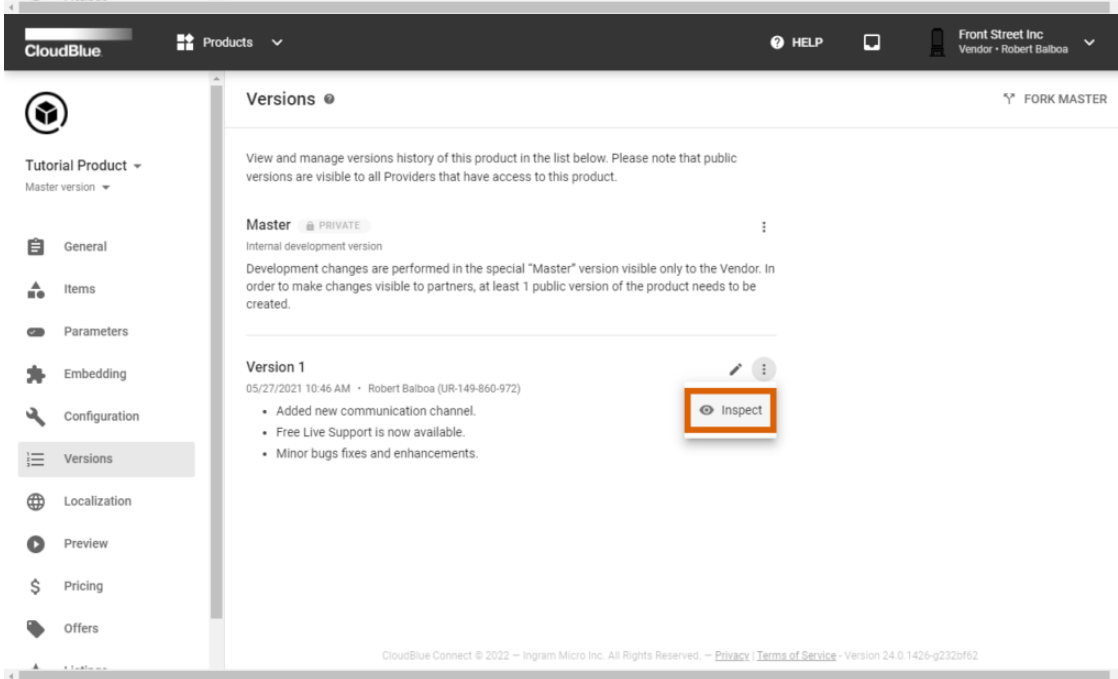 CloudBlue
Products
HELP
Front Street Inc
Vendor • Robert Balboa
Tutorial Product
Master version
General
Items
Parameters
Embedding
Configuration
Versions
Localization
Preview
Pricing
Offers
Versions
FORK MASTER
View and manage versions history of this product in the list below. Please note that public
versions are visible to all Providers that have access to this product.
Master PRIVATE
Internal development version
Development changes are performed in the special “Master” version visible only to the Vendor. In
order to make changes visible to partners, at least 1 public version of the product needs to be
created.
Version 1
05/27/2021 10:46 AM • Robert Balboa (UR-149-860-972)
• Added new communication channel.
• Free Live Support is now available.
• Minor bugs fixes and enhancements.
Inspect
CloudBlue Connect © 2022 — Ingram Micro Inc. All Rights Reserved. — Privacy | Terms of Service - Version 24.0.1426-g232bf62